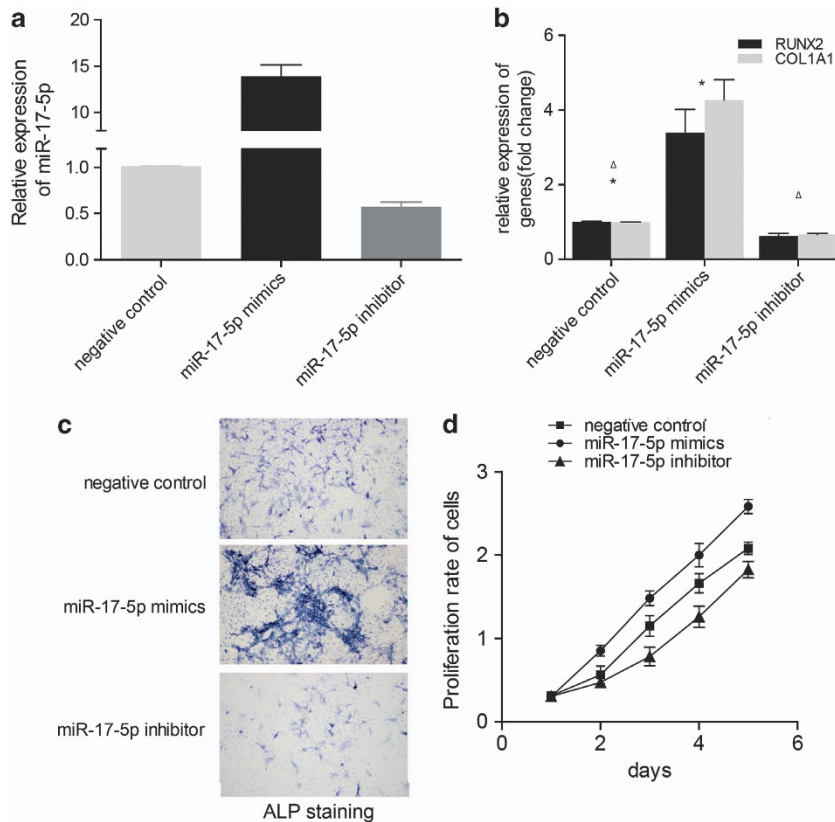 a
Relative expression
of miR-17-5p
20
15
10
1.0
0.5
0.0
negative control
miR-17-5p mimics
miR-17-5p inhibitor
b
relative expression of
genes(fold change)
6
4
2
0
RUNX2
COL1A1
Δ
*
*
Δ
negative control
miR-17-5p mimics
miR-17-5p inhibitor
c
negative control
miR-17-5p mimics
miR-17-5p inhibitor
ALP staining
d
negative control
miR-17-5p mimics
miR-17-5p inhibitor
Proliferation rate of cells
3
2
1
0
0 2 4 6
days